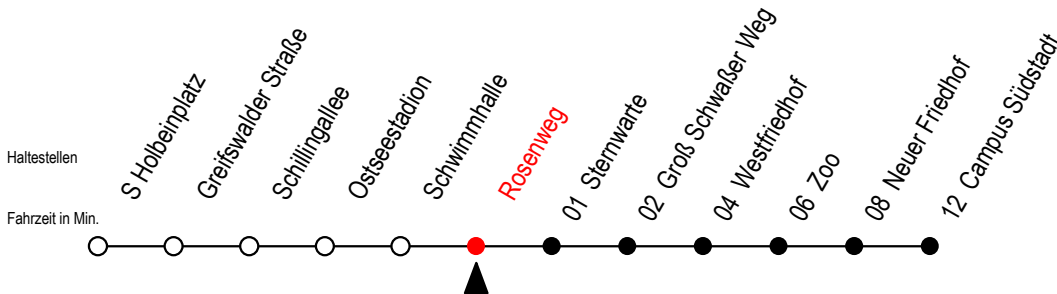 Haltestellen
Fahrzeit in Min.
S Holbeinplatz
Greifswalder Straße
Schillingallee
Ostseestadion
Schwimmhalle
Rosenweg
01 Sternwarte
02 Groß Schwaßer Weg
04 Westfriedhof
06 Zoo
08 Neuer Friedhof
12 Campus Südstadt